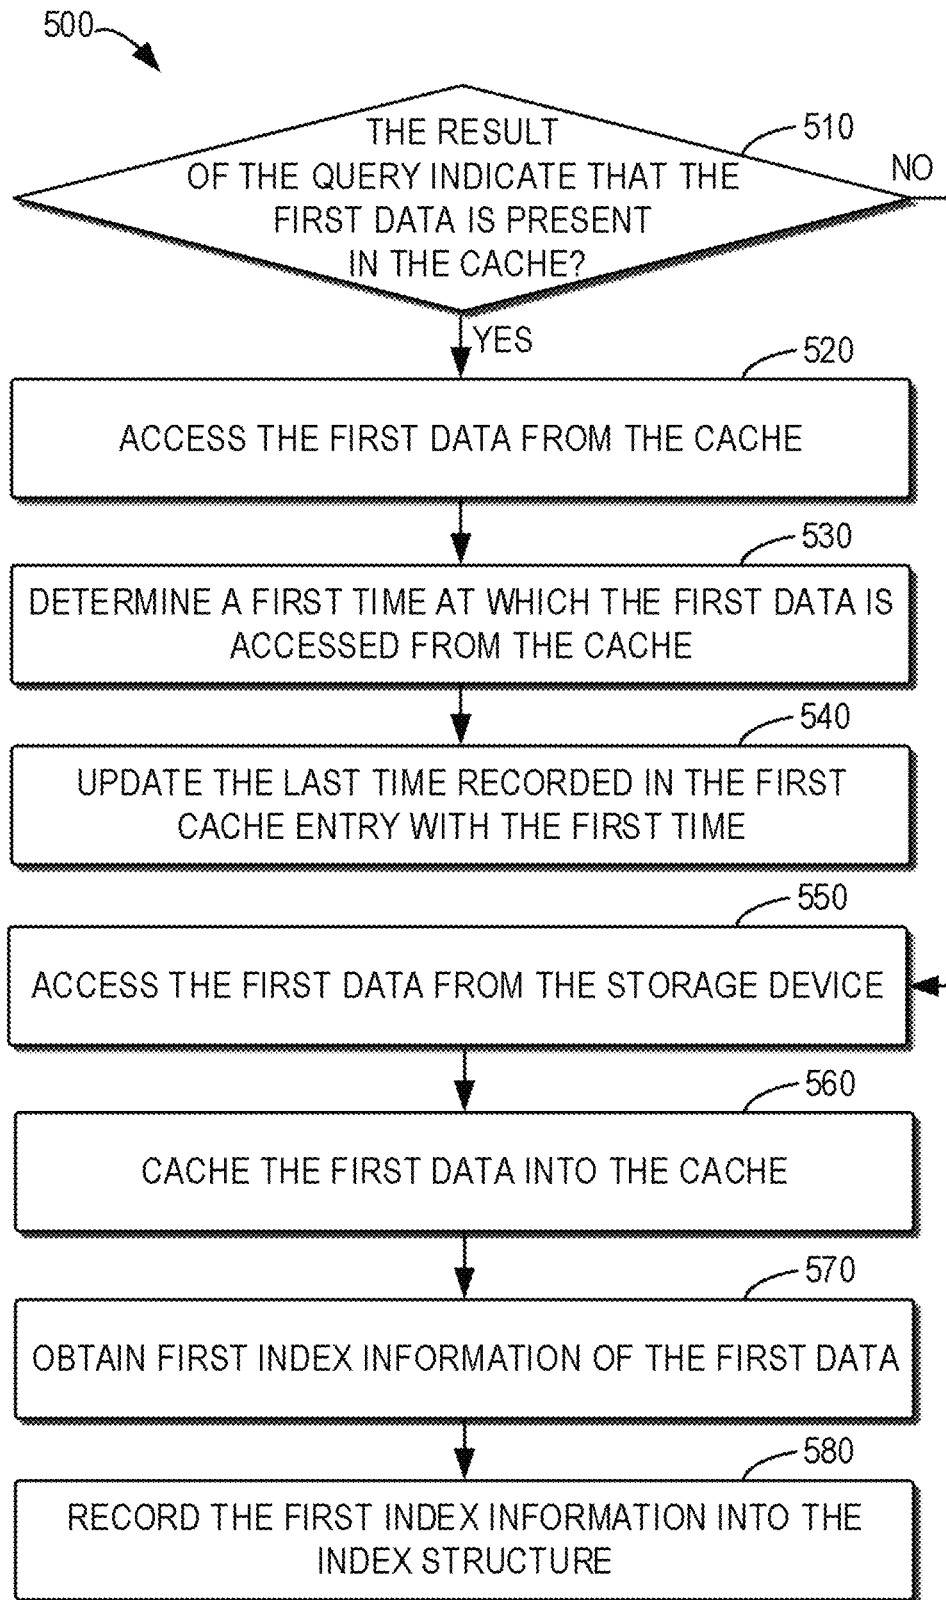 500
THE RESULT
510
OF THE QUERY INDICATE THAT THE
NO
FIRST DATA IS PRESENT
IN THE CACHE?
YES
520
ACCESS THE FIRST DATA FROM THE CACHE
530
DETERMINE A FIRST TIME AT WHICH THE FIRST DATA IS
ACCESSED FROM THE CACHE
540
UPDATE THE LAST TIME RECORDED IN THE FIRST
CACHE ENTRY WITH THE FIRST TIME
550
ACCESS THE FIRST DATA FROM THE STORAGE DEVICE
560
CACHE THE FIRST DATA INTO THE CACHE
570
OBTAIN FIRST INDEX INFORMATION OF THE FIRST DATA
580
RECORD THE FIRST INDEX INFORMATION INTO THE
INDEX STRUCTURE